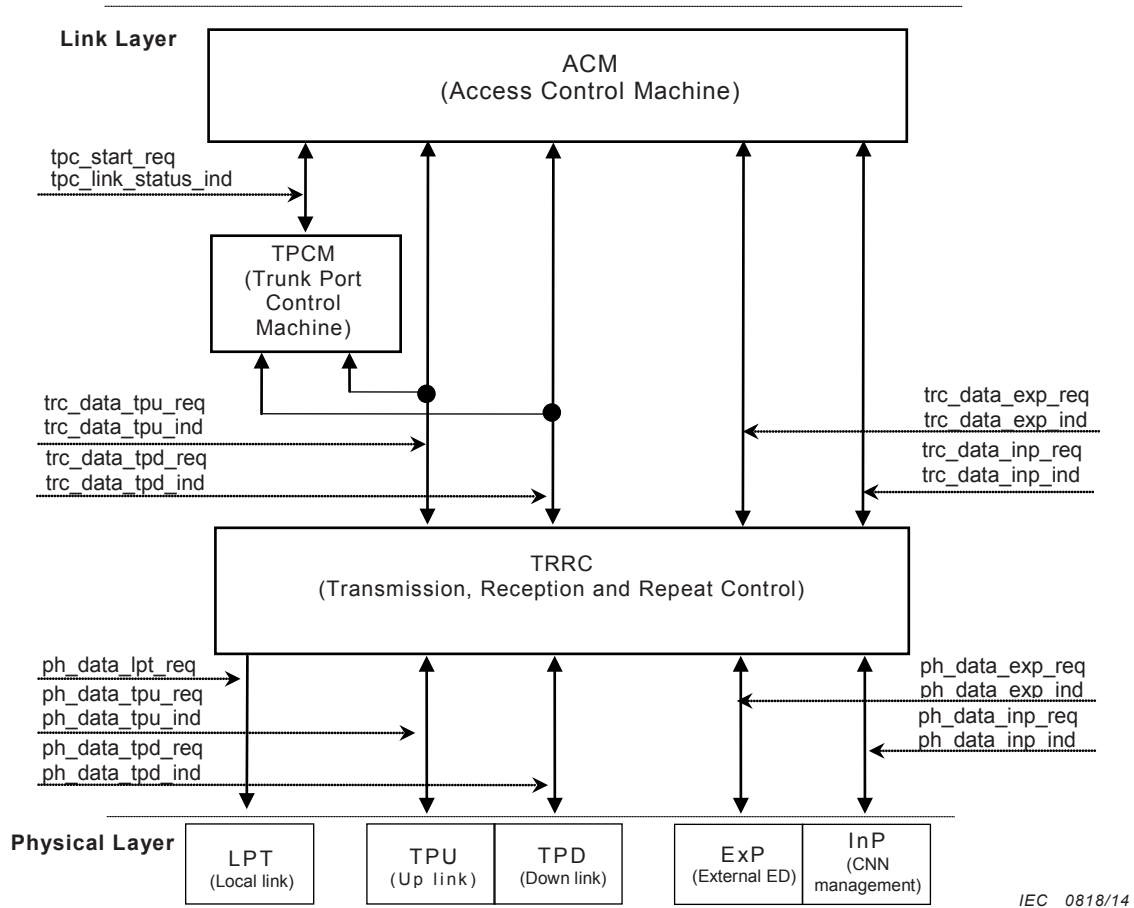 Link Layer
ACM
(Access Control Machine)
tpc_start_req
tpc_link_status_ind
TPCM
(Trunk Port
Control
Machine)
trc_data_tpu_req
trc_data_tpu_ind
trc_data_tpd_req
trc_data_tpd_ind
trc_data_exp_req
trc_data_exp_ind
trc_data_inp_req
trc_data_inp_ind
TRRC
(Transmission, Reception and Repeat Control)
ph_data_lpt_req
ph_data_tpu_req
ph_data_tpu_ind
ph_data_tpd_req
ph_data_tpd_ind
ph_data_exp_req
ph_data_exp_ind
ph_data_inp_req
ph_data_inp_ind
Physical Layer
LPT
(Local link)
TPU
(Up link)
TPD
(Down link)
ExP
(External ED)
InP
(CNN
management)
IEC 0818/14